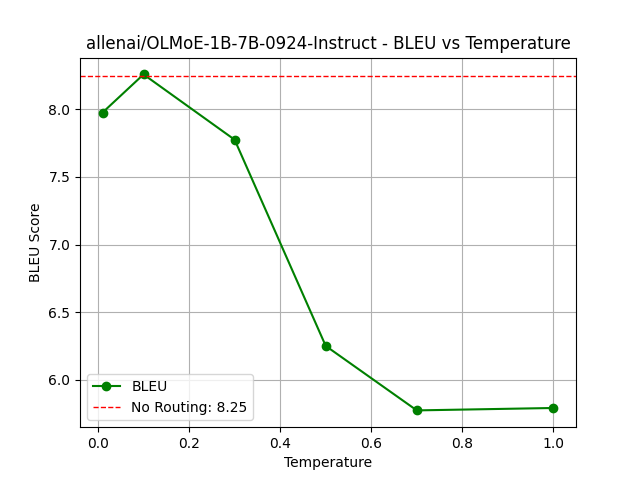 allenai/OLMoE-1B-7B-0924-Instruct - BLEU vs Temperature
BLEU Score
8.0
7.5
7.0
6.5
6.0
BLEU
No Routing: 8.25
0.0
0.2
0.4
0.6
0.8
1.0
Temperature